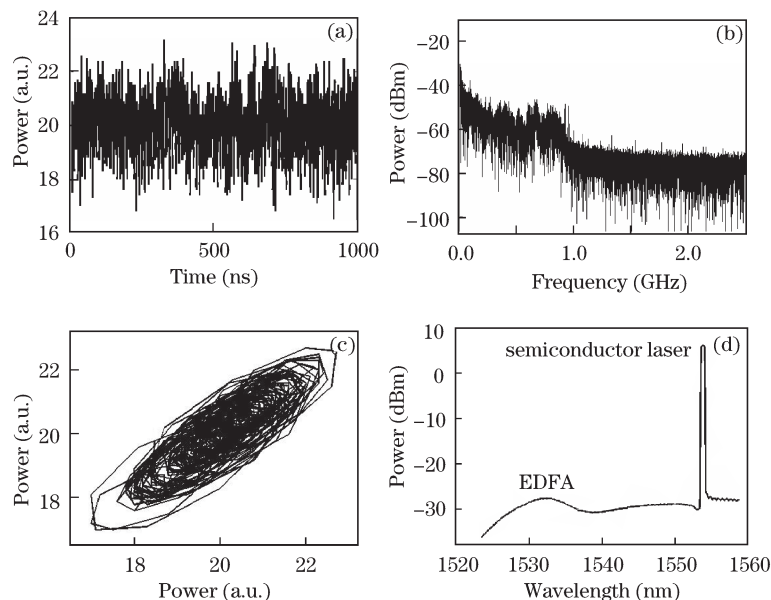 24
22
20
18
16
Power (a.u.)
(a)
0
500
1000
Time (ns)
−20
−40
−60
−80
−100
Power (dBm)
(b)
0.0
1.0
2.0
Frequency (GHz)
22
20
18
Power (a.u.)
(c)
18
20
22
Power (a.u.)
10
0
−10
−20
−30
Power (dBm)
(d)
semiconductor laser
EDFA
1520
1530
1540
1550
1560
Wavelength (nm)